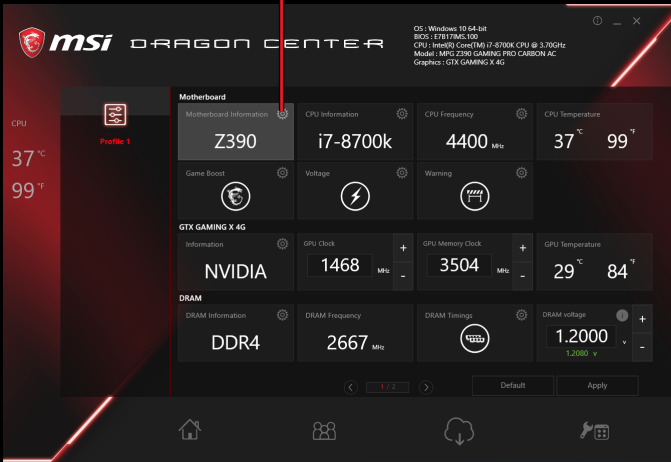 msi DRAGON CENTER
OS : Windows 10 64-bit
BIOS : E7B17IMS.100
CPU : Intel(R) Core(TM) i7-8700K CPU @ 3.70GHz
Model : MPG Z390 GAMING PRO CARBON AC
Graphics : GTX GAMING X 4G
CPU
37 °C
99 °F
Profile 1
Motherboard
Motherboard Information
Z390
CPU Information
i7-8700k
CPU Frequency
4400 MHz
CPU Temperature
37 °C 99 °F
Game Boost
Voltage
Warning
GTX GAMING X 4G
Information
NVIDIA
GPU Clock
1468 MHz
+
-
GPU Memory Clock
3504 MHz
+
-
GPU Temperature
29 °C 84 °F
DRAM
DRAM Information
DDR4
DRAM Frequency
2667 MHz
DRAM Timings
DRAM voltage
1.2000 v
1.2080 v
+
-
1 / 2
Default
Apply